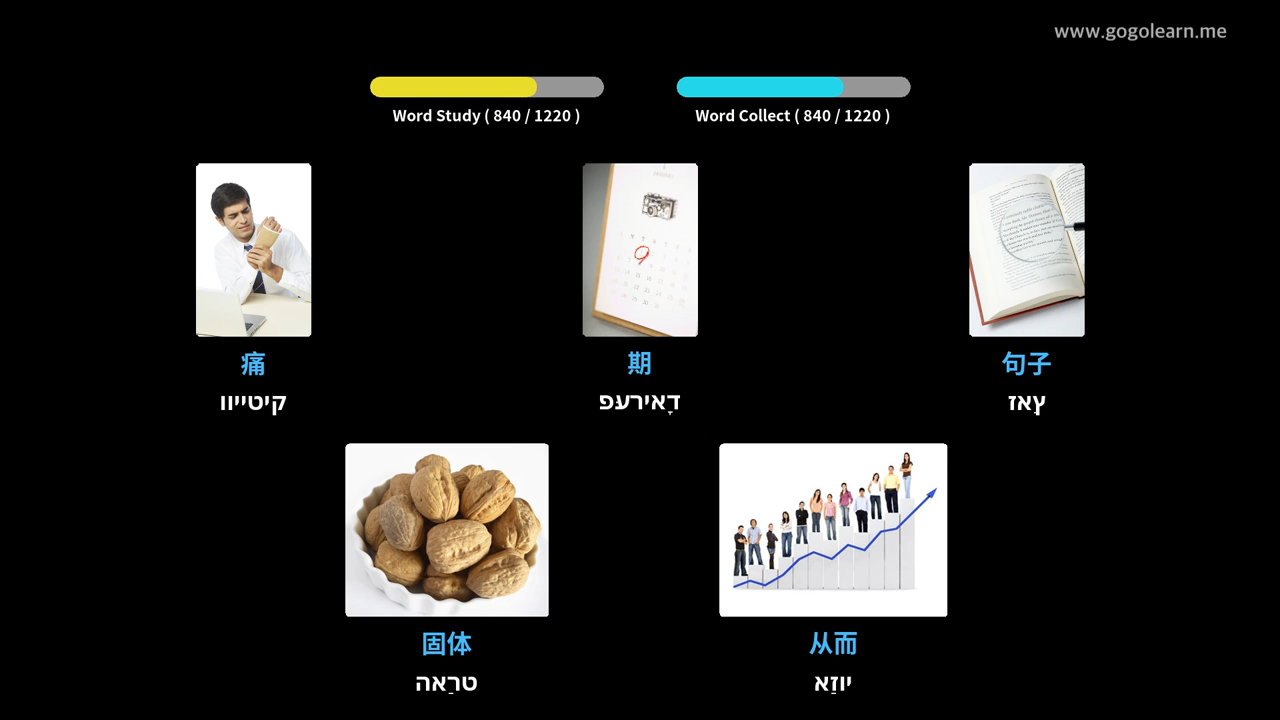 www.gogolearn.me
Word Study ( 840 / 1220 )
Word Collect ( 840 / 1220 )
痛
קיטייוו
期
דָאירעפ
句子
ץַאז
固体
טרַאה
从而
יוזַא